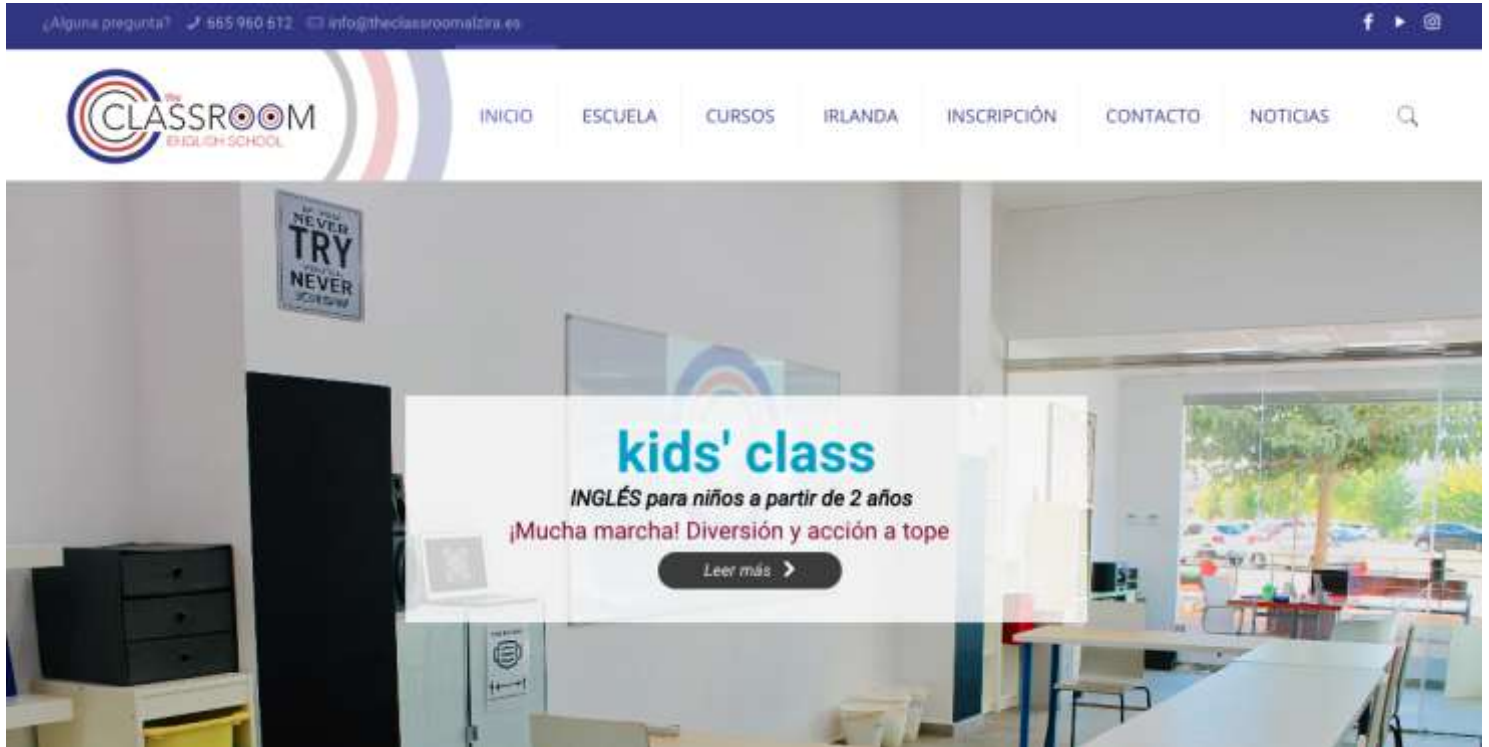 ¿Alguna pregunta? 665 960 612 info@theclassroomalzira.es
the
CLASSROOM
ENGLISH SCHOOL
INICIO ESCUELA CURSOS IRLANDA INSCRIPCIÓN CONTACTO NOTICIAS
NEVER
TRY
NEVER
kids' class
INGLÉS para niños a partir de 2 años
¡Mucha marcha! Diversión y acción a tope
Leer más